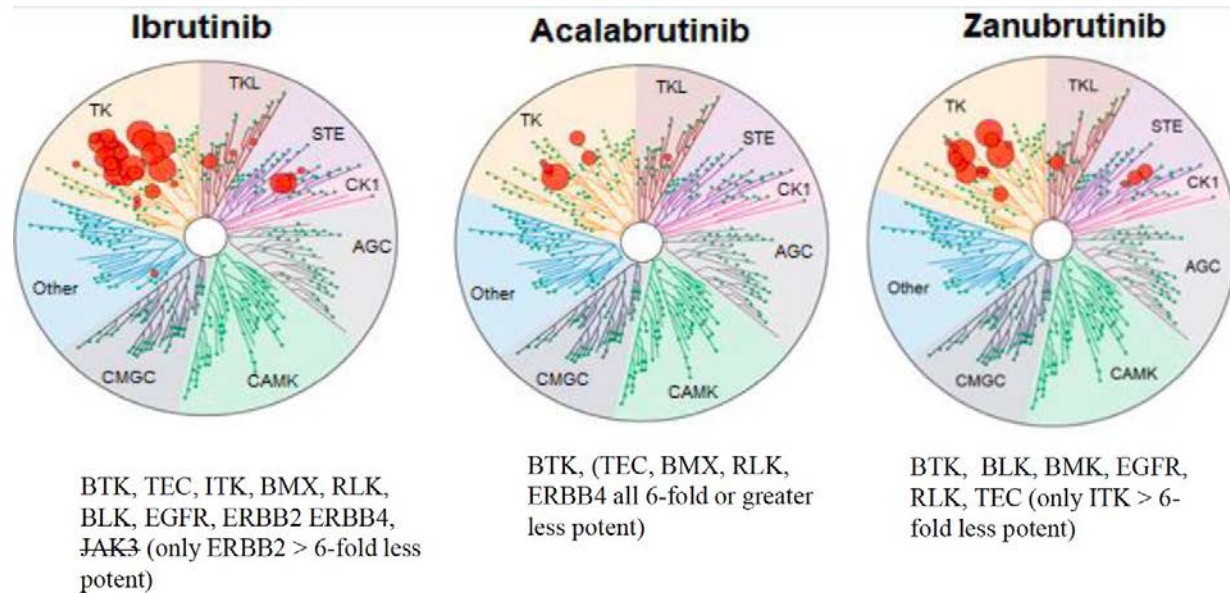 Ibrutinib
TK
TKL
STE
CK1
AGC
CAMK
CMGC
Other
BTK, TEC, ITK, BMX, RLK,
BLK, EGFR, ERBB2 ERBB4,
JAK3 (only ERBB2 > 6-fold less
potent)
Acalabrutinib
TK
TKL
STE
CK1
AGC
CAMK
CMGC
Other
BTK, (TEC, BMX, RLK,
ERBB4 all 6-fold or greater
less potent)
Zanubrutinib
TK
TKL
STE
CK1
AGC
CAMK
CMGC
Other
BTK, BLK, BMK, EGFR,
RLK, TEC (only ITK > 6-
fold less potent)